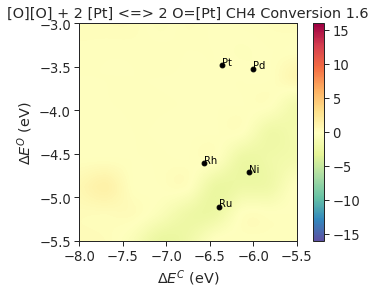 [O][O] + 2 [Pt] <=> 2 O=[Pt] CH4 Conversion 1.6
−3.0
−3.5
−4.0
−4.5
−5.0
−5.5
ΔE^O (eV)
Pt
Pd
Rh
Ni
Ru
−8.0 −7.5 −7.0 −6.5 −6.0 −5.5
ΔE^C (eV)
15
10
5
0
−5
−10
−15